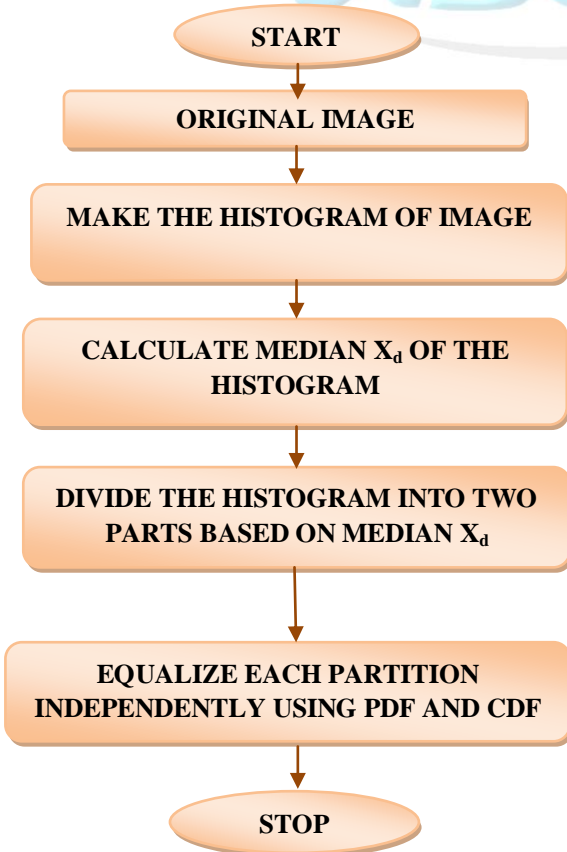 START
ORIGINAL IMAGE
MAKE THE HISTOGRAM OF IMAGE
CALCULATE MEDIAN Xd OF THE
HISTOGRAM
DIVIDE THE HISTOGRAM INTO TWO
PARTS BASED ON MEDIAN Xd
EQUALIZE EACH PARTITION
INDEPENDENTLY USING PDF AND CDF
STOP